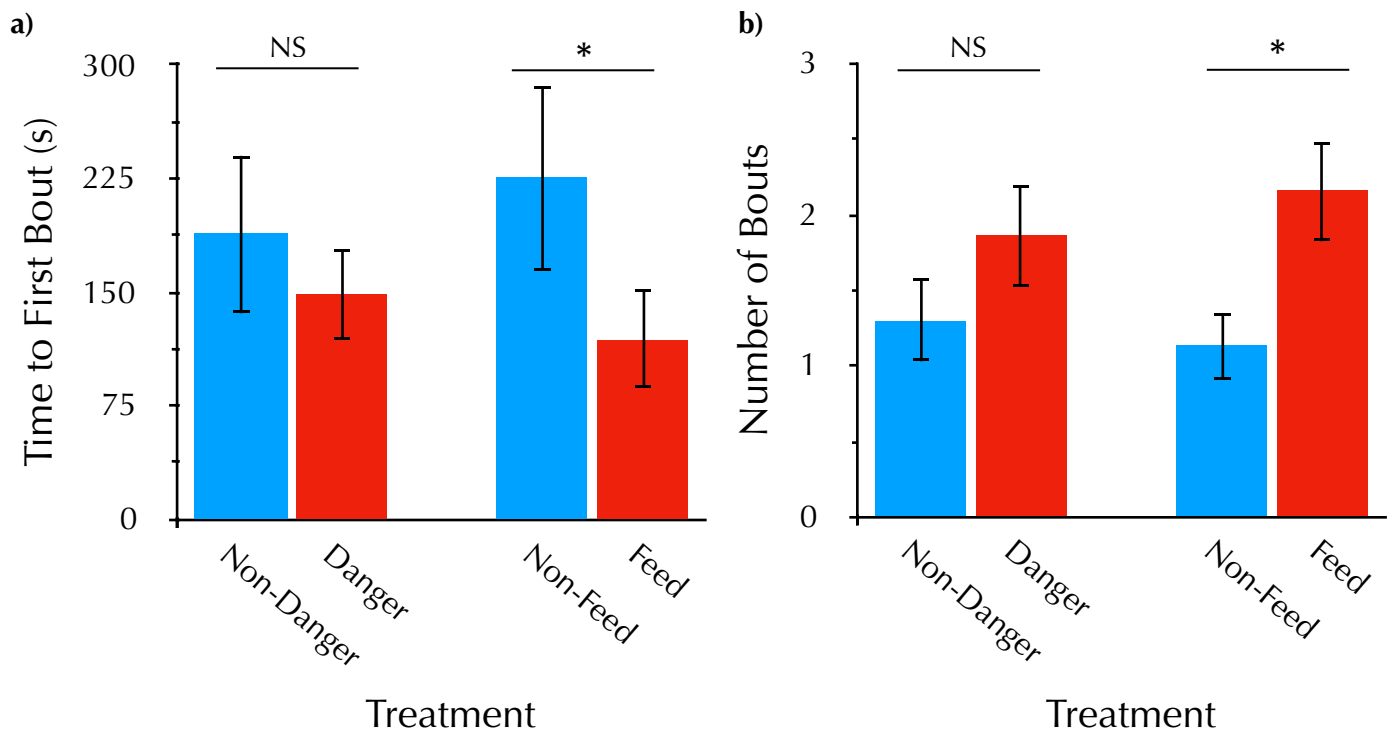 a)
NS
*
300
225
150
75
0
Time to First Bout (s)
Non-Danger
Danger
Non-Feed
Feed
Treatment
b)
NS
*
3
2
1
0
Number of Bouts
Non-Danger
Danger
Non-Feed
Feed
Treatment